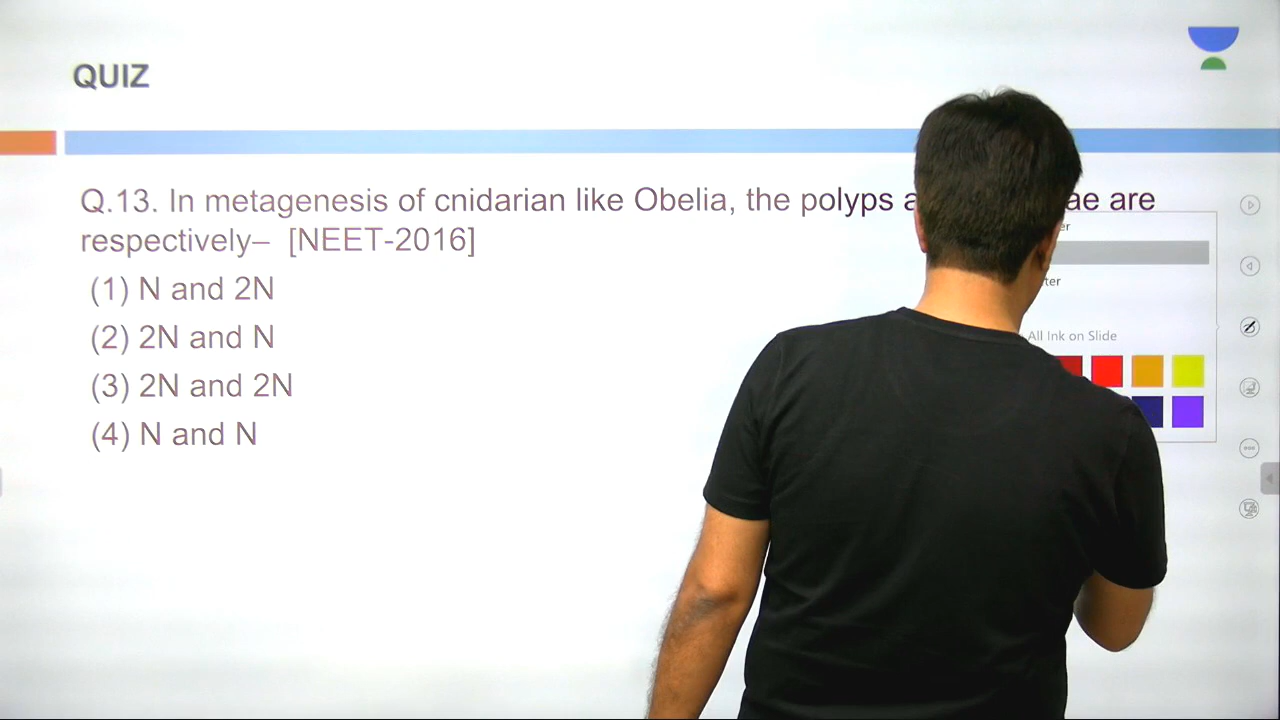 QUIZ
Q.13. In metagenesis of cnidarian like Obelia, the polyps are
respectively– [NEET-2016]
(1) N and 2N
(2) 2N and N
(3) 2N and 2N
(4) N and N
All Ink on Slide